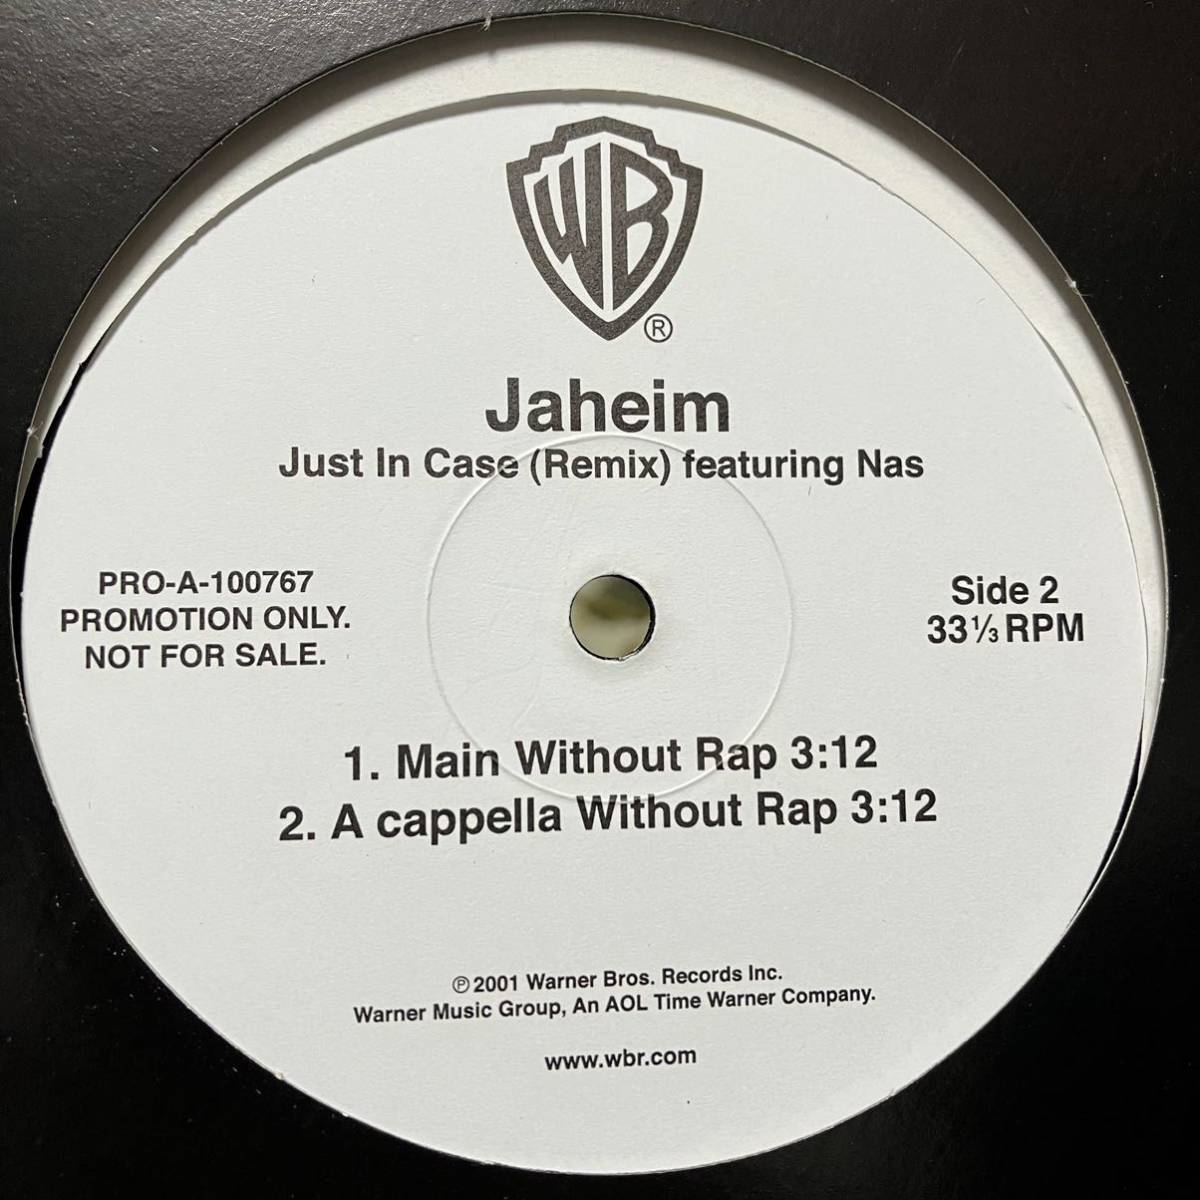 WB
®
Jaheim
Just In Case (Remix) featuring Nas
PRO-A-100767
PROMOTION ONLY.
NOT FOR SALE.
Side 2
33⅓ RPM
1. Main Without Rap 3:12
2. A cappella Without Rap 3:12
℗ 2001 Warner Bros. Records Inc.
Warner Music Group, An AOL Time Warner Company.
www.wbr.com